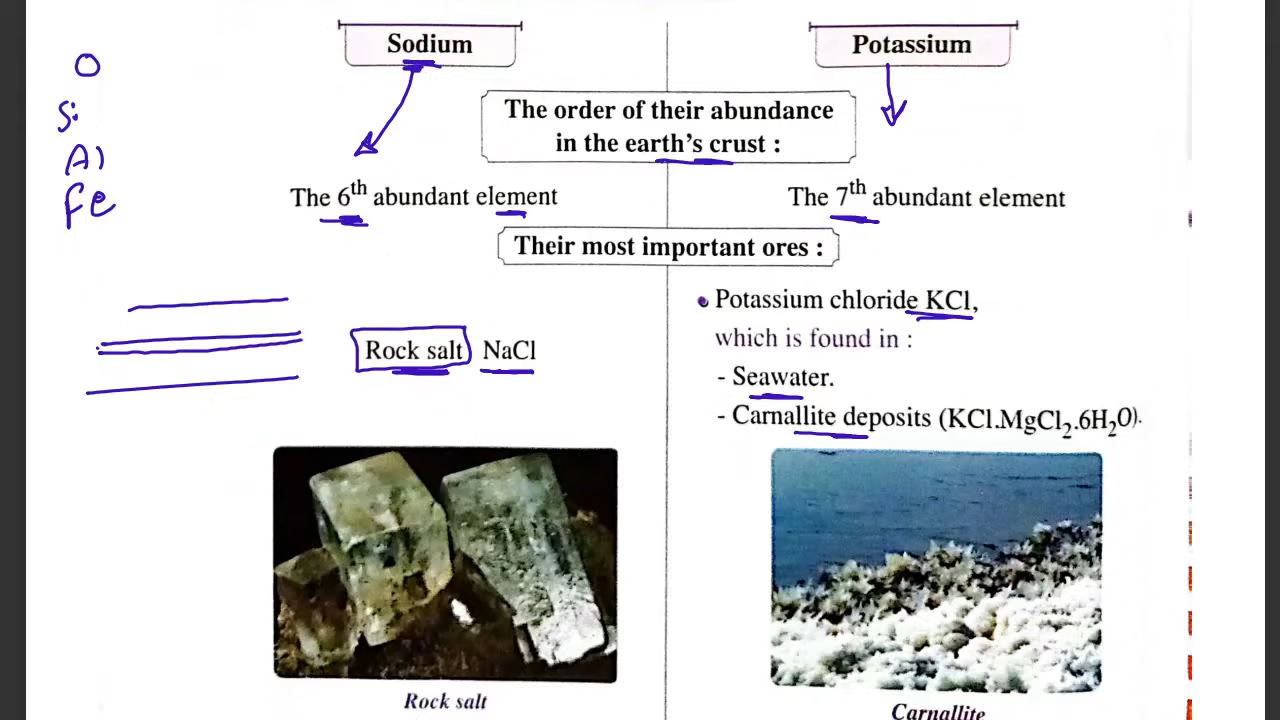 Sodium
Potassium
O
Si
Al
Fe
The order of their abundance
in the earth's crust :
The 6th abundant element
The 7th abundant element
Their most important ores :
Rock salt NaCl
• Potassium chloride KCl,
which is found in :
- Seawater.
- Carnallite deposits (KCl.MgCl₂.6H₂O).
Rock salt
Carnallite